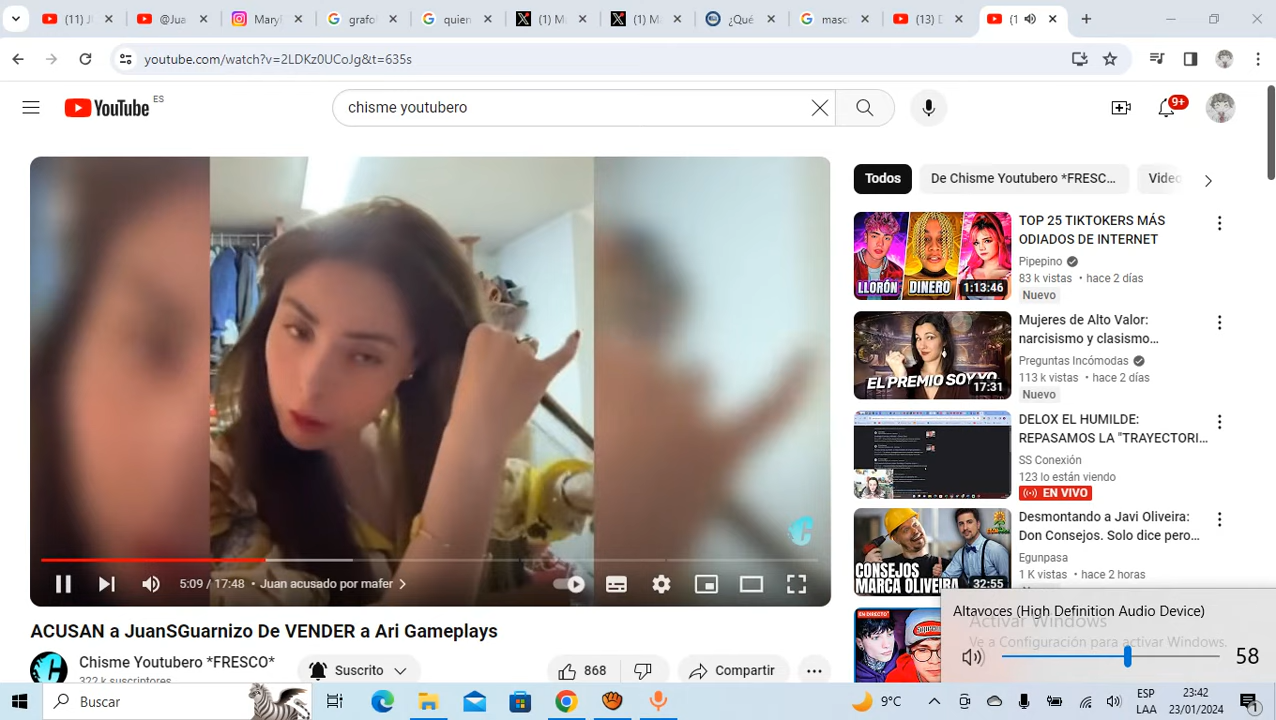 (1) J
@Jua
Maryl
grafo
quien
(1) M
(1) M
¿Qué
masc
(13) D
(1
youtube.com/watch?v=2LDKz0UCoJg&t=635s
YouTube ES
chisme youtubero
9+
Todos
De Chisme Youtubero *FRESC...
Videc
TOP 25 TIKTOKERS MÁS
ODIADOS DE INTERNET
Pipepino
83 k vistas • hace 2 días
Nuevo
LLORÓN
DINERO
1:13:46
Mujeres de Alto Valor:
narcisismo y clasismo...
Preguntas Incómodas
113 k vistas • hace 2 días
Nuevo
EL PREMIO SOY YO
17:31
DELOX EL HUMILDE:
REPASAMOS LA "TRAYECTORI...
SS Conexión
123 lo están viendo
EN VIVO
Desmontando a Javi Oliveira:
Don Consejos. Solo dice pero...
Egunpasa
1 K vistas • hace 2 horas
CONSEJOS
MARCA OLIVEIRA
32:55
5:09 / 17:48 • Juan acusado por mafer
ACUSAN a JuanSGuarnizo De VENDER a Ari Gameplays
Chisme Youtubero *FRESCO*
322 k suscriptores
Suscrito
868
Compartir
EN DIRECTO
Supreme
Altavoces (High Definition Audio Device)
Activar Windows
Ve a Configuración para activar Windows.
58
Buscar
9°C
ESP
LAA
23:42
23/01/2024
1